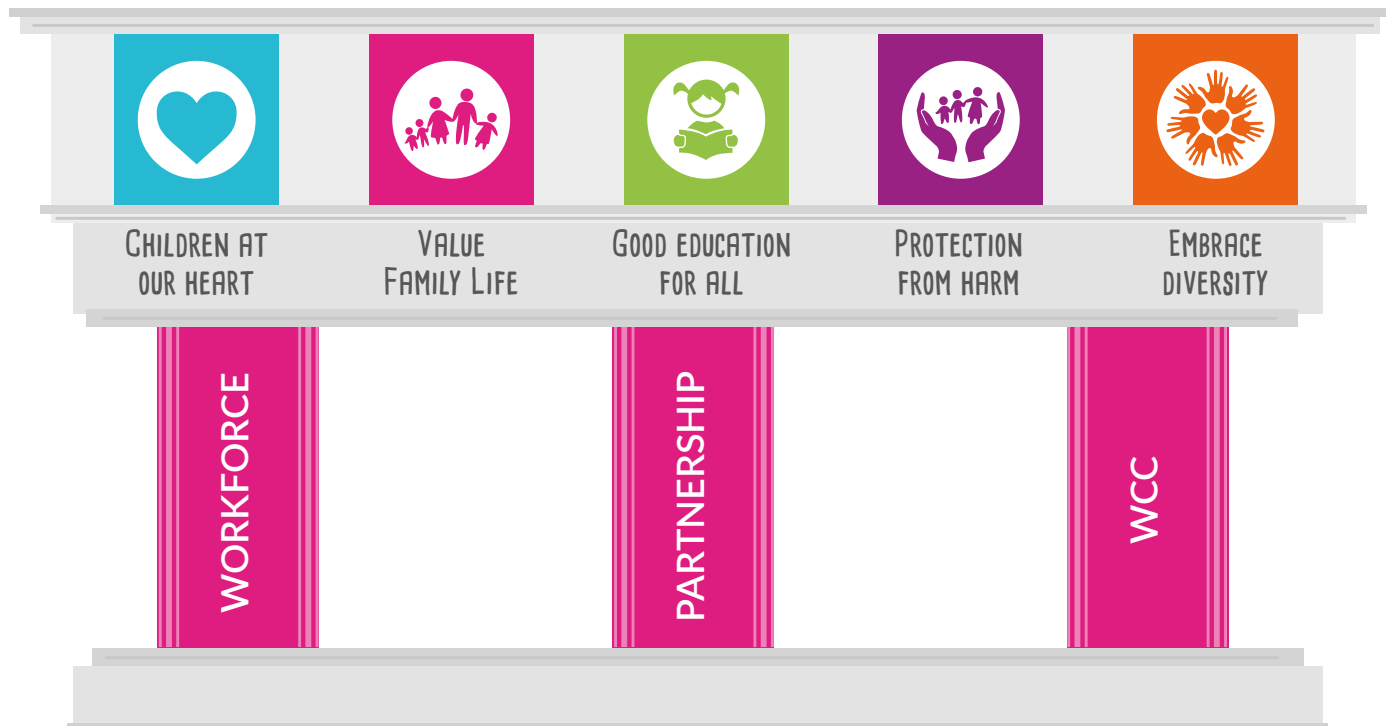 Children at
our heart
Value
Family Life
Good education
for all
Protection
from harm
Embrace
diversity
WORKFORCE
PARTNERSHIP
WCC